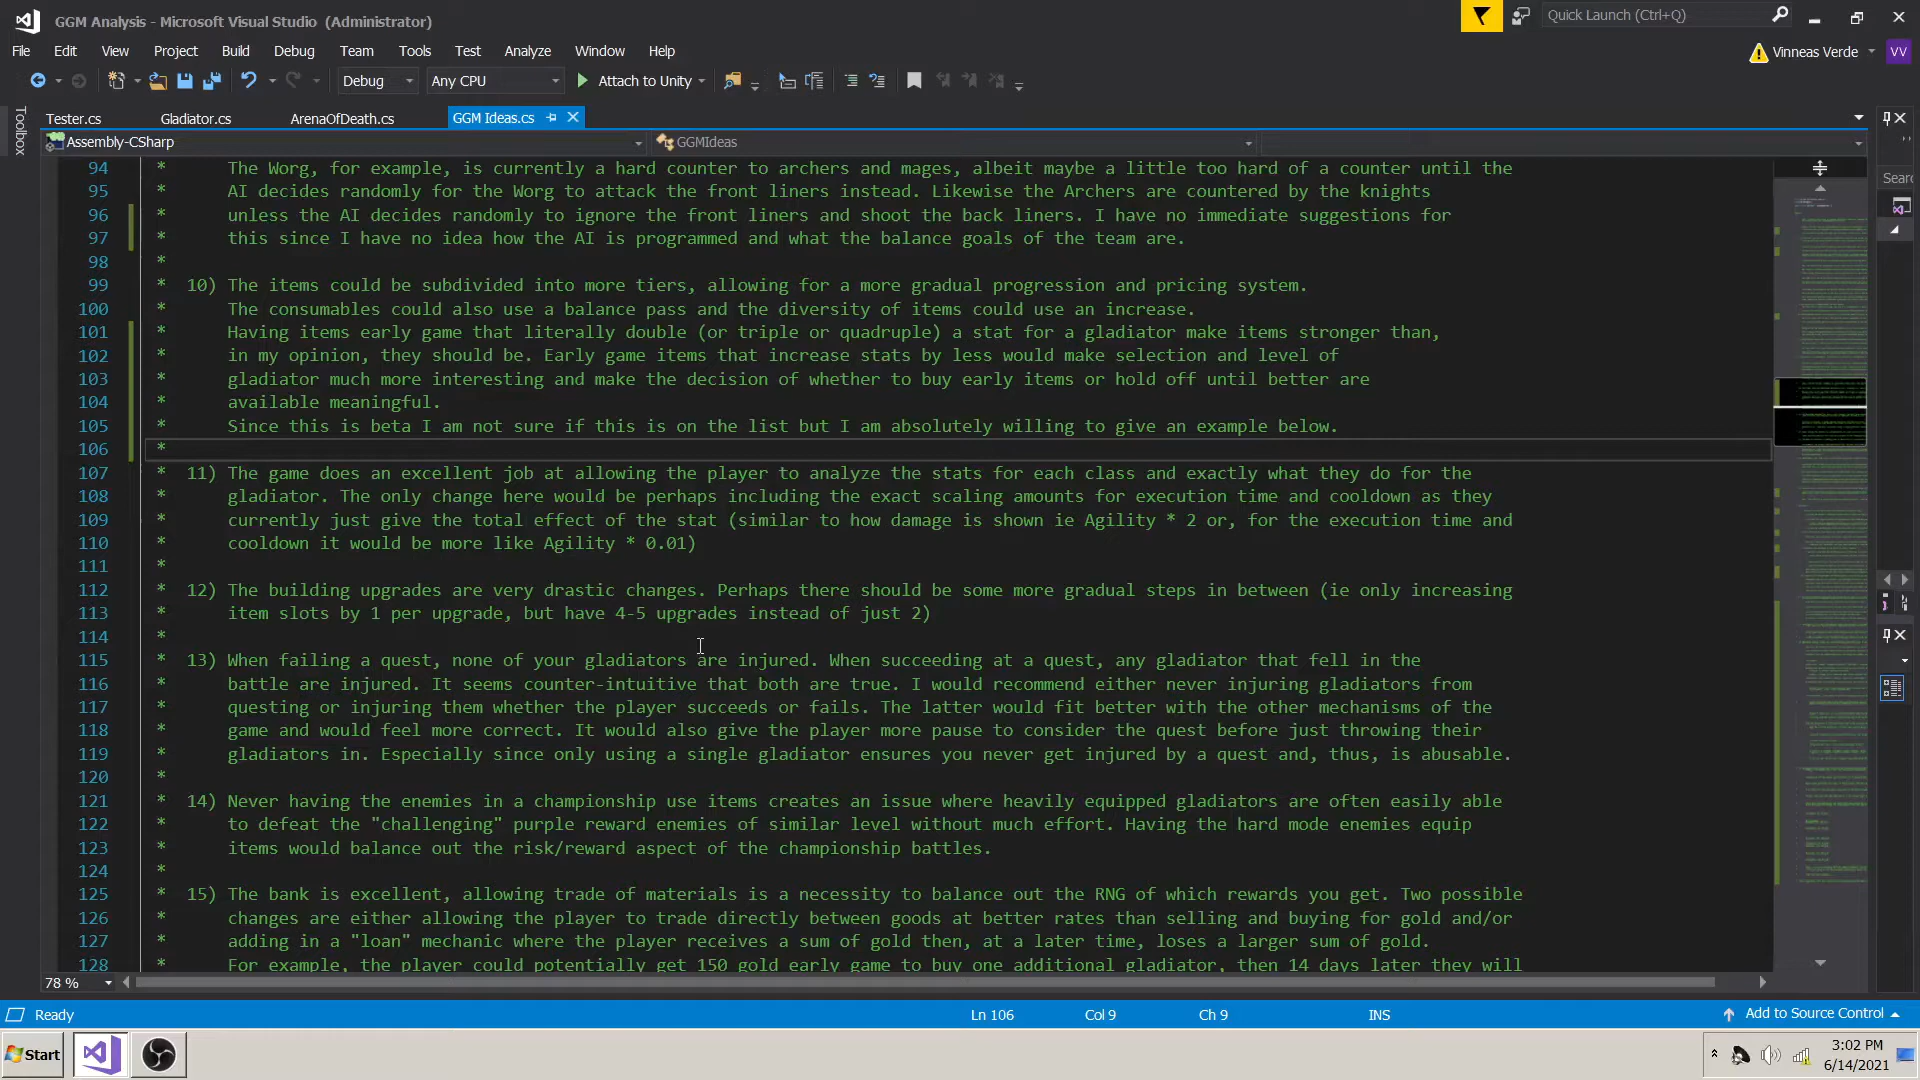 GGM Analysis - Microsoft Visual Studio (Administrator)
Quick Launch (Ctrl+Q)
File Edit View Project Build Debug Team Tools Test Analyze Window Help
Vinneas Verde
VV
Debug
Any CPU
Attach to Unity
Toolbox
Tester.cs
Gladiator.cs
ArenaOfDeath.cs
GGM Ideas.cs
Assembly-CSharp
GGMIdeas
Sear
94 * The Worg, for example, is currently a hard counter to archers and mages, albeit maybe a little too hard of a counter until the
95 * AI decides randomly for the Worg to attack the front liners instead. Likewise the Archers are countered by the knights
96 * unless the AI decides randomly to ignore the front liners and shoot the back liners. I have no immediate suggestions for
97 * this since I have no idea how the AI is programmed and what the balance goals of the team are.
98 *
99 * 10) The items could be subdivided into more tiers, allowing for a more gradual progression and pricing system.
100 * The consumables could also use a balance pass and the diversity of items could use an increase.
101 * Having items early game that literally double (or triple or quadruple) a stat for a gladiator make items stronger than,
102 * in my opinion, they should be. Early game items that increase stats by less would make selection and level of
103 * gladiator much more interesting and make the decision of whether to buy early items or hold off until better are
104 * available meaningful.
105 * Since this is beta I am not sure if this is on the list but I am absolutely willing to give an example below.
106 *
107 * 11) The game does an excellent job at allowing the player to analyze the stats for each class and exactly what they do for the
108 * gladiator. The only change here would be perhaps including the exact scaling amounts for execution time and cooldown as they
109 * currently just give the total effect of the stat (similar to how damage is shown ie Agility * 2 or, for the execution time and
110 * cooldown it would be more like Agility * 0.01)
111 *
112 * 12) The building upgrades are very drastic changes. Perhaps there should be some more gradual steps in between (ie only increasing
113 * item slots by 1 per upgrade, but have 4-5 upgrades instead of just 2)
114 *
115 * 13) When failing a quest, none of your gladiators are injured. When succeeding at a quest, any gladiator that fell in the
116 * battle are injured. It seems counter-intuitive that both are true. I would recommend either never injuring gladiators from
117 * questing or injuring them whether the player succeeds or fails. The latter would fit better with the other mechanisms of the
118 * game and would feel more correct. It would also give the player more pause to consider the quest before just throwing their
119 * gladiators in. Especially since only using a single gladiator ensures you never get injured by a quest and, thus, is abusable.
120 *
121 * 14) Never having the enemies in a championship use items creates an issue where heavily equipped gladiators are often easily able
122 * to defeat the "challenging" purple reward enemies of similar level without much effort. Having the hard mode enemies equip
123 * items would balance out the risk/reward aspect of the championship battles.
124 *
125 * 15) The bank is excellent, allowing trade of materials is a necessity to balance out the RNG of which rewards you get. Two possible
126 * changes are either allowing the player to trade directly between goods at better rates than selling and buying for gold and/or
127 * adding in a "loan" mechanic where the player receives a sum of gold then, at a later time, loses a larger sum of gold.
128 * For example, the player could potentially get 150 gold early game to buy one additional gladiator, then 14 days later they will
78 %
Ready
Ln 106
Col 9
Ch 9
INS
Add to Source Control
Start
3:02 PM
6/14/2021